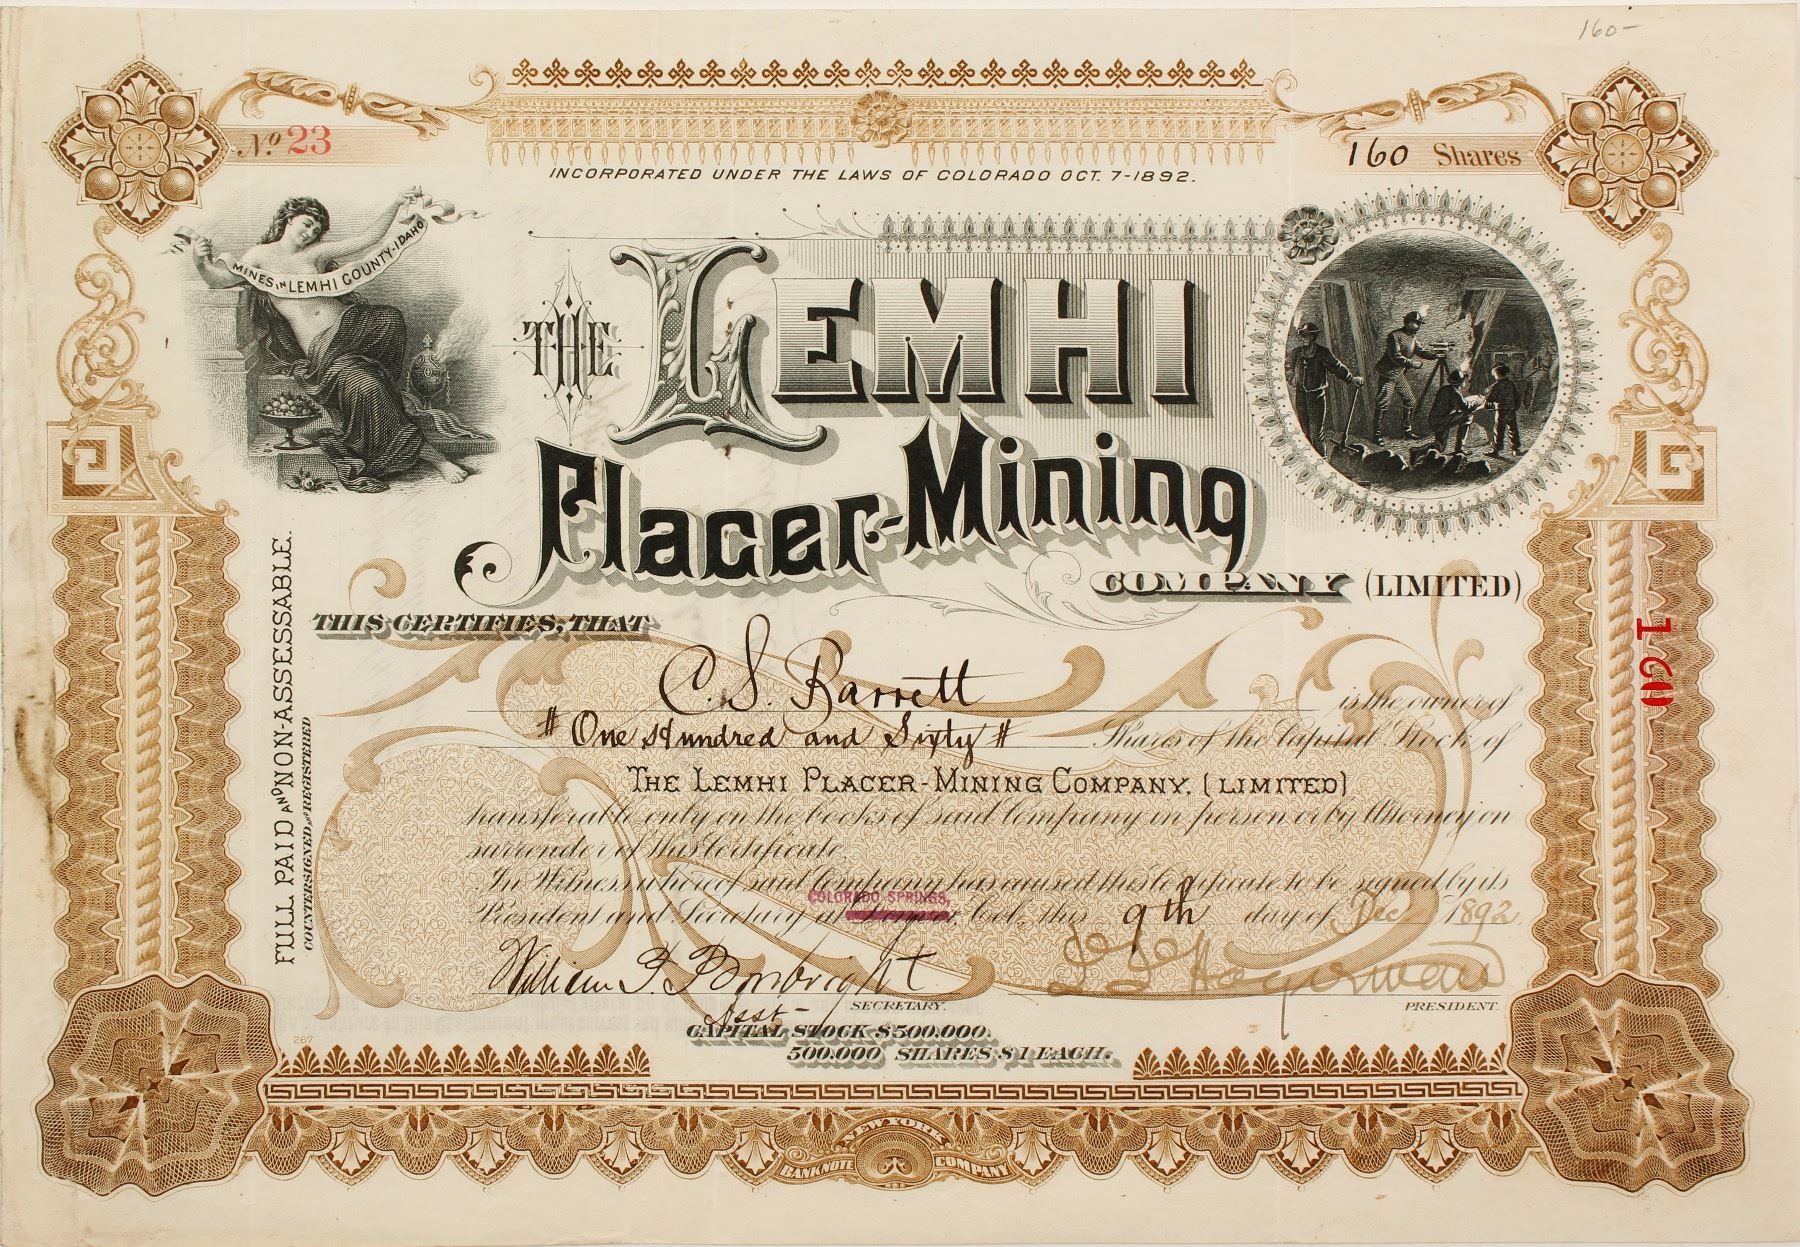 160-
No 23
160 Shares
INCORPORATED UNDER THE LAWS OF COLORADO OCT. 7-1892.
MINES IN LEMHI COUNTY-IDAHO
THE LEMHI
Placer-Mining
COMPANY (LIMITED)
FULL PAID AND NON-ASSESSABLE.
COUNTERSIGNED AND REGISTERED
THIS CERTIFIES, THAT
C. S. Barrett is the owner of
# One Hundred and Sixty # Shares of the Capital Stock of
THE LEMHI PLACER-MINING COMPANY, (LIMITED)
transferable only on the books of said Company in person or by Attorney on
surrender of this Certificate.
In Witness whereof said Company has caused this Certificate to be signed by its
COLORADO SPRINGS,
President and Secretary at Denver, Col., this 9th day of Dec. 1892
160
William P. Bonbright
Asst- SECRETARY. PRESIDENT.
CAPITAL STOCK $500.000.
500.000 SHARES $1 EACH.
267
NEW YORK
BANKNOTE COMPANY